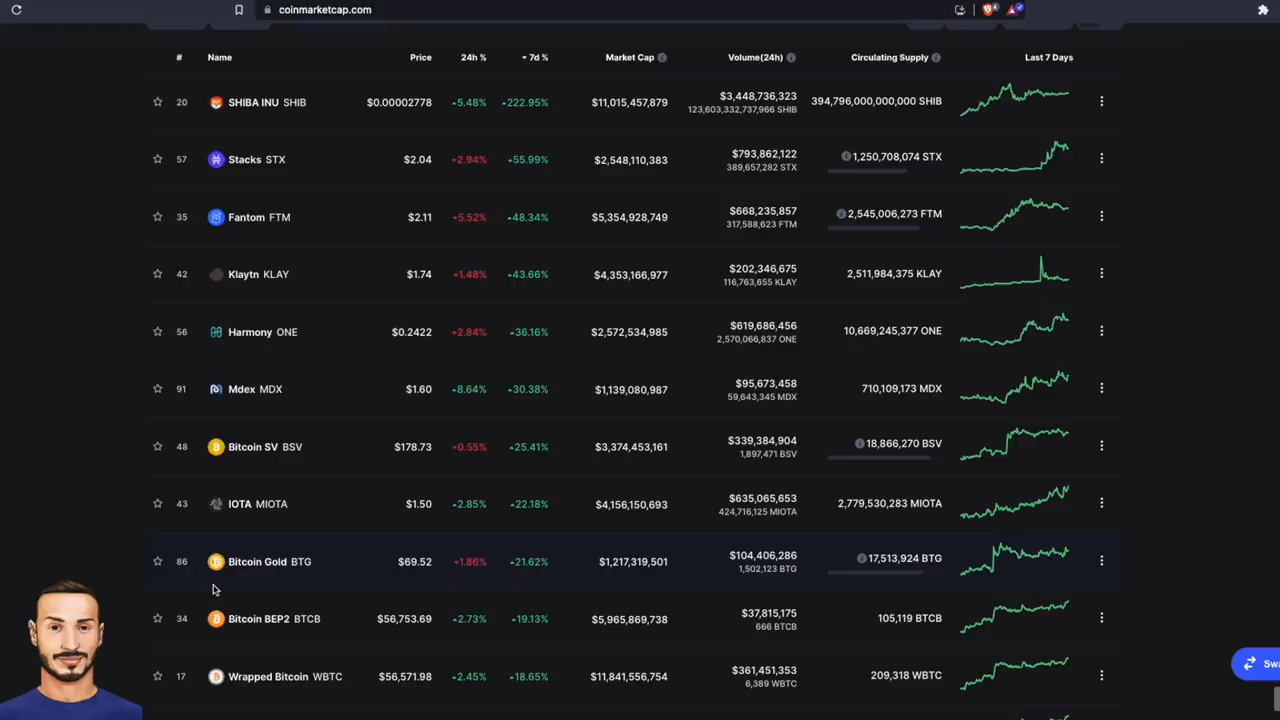 coinmarketcap.com
# Name Price 24h % 7d % Market Cap Volume(24h) Circulating Supply Last 7 Days
20 SHIBA INU SHIB $0.00002778 5.48% 222.95% $11,015,457,879 $3,448,736,323 394,796,000,000,000 SHIB
123,603,332,737,966 SHIB
57 Stacks STX $2.04 2.94% 55.99% $2,548,110,383 $793,862,122 1,250,708,074 STX
389,657,282 STX
35 Fantom FTM $2.11 5.52% 48.34% $5,354,928,749 $668,235,857 2,545,006,273 FTM
317,588,623 FTM
42 Klaytn KLAY $1.74 1.48% 43.66% $4,353,166,977 $202,346,675 2,511,984,375 KLAY
116,763,655 KLAY
56 Harmony ONE $0.2422 2.84% 36.16% $2,572,534,985 $619,686,456 10,669,245,377 ONE
2,570,066,837 ONE
91 Mdex MDX $1.60 8.64% 30.38% $1,139,080,987 $95,673,458 710,109,173 MDX
59,643,345 MDX
48 Bitcoin SV BSV $178.73 0.55% 25.41% $3,374,453,161 $339,384,904 18,866,270 BSV
1,897,471 BSV
43 IOTA MIOTA $1.50 2.85% 22.18% $4,156,150,693 $635,065,653 2,779,530,283 MIOTA
424,716,125 MIOTA
86 Bitcoin Gold BTG $69.52 1.86% 21.62% $1,217,319,501 $104,406,286 17,513,924 BTG
1,502,123 BTG
34 Bitcoin BEP2 BTCB $56,753.69 2.73% 19.13% $5,965,869,738 $37,815,175 105,119 BTCB
666 BTCB
17 Wrapped Bitcoin WBTC $56,571.98 2.45% 18.65% $11,841,556,754 $361,451,353 209,318 WBTC
6,389 WBTC